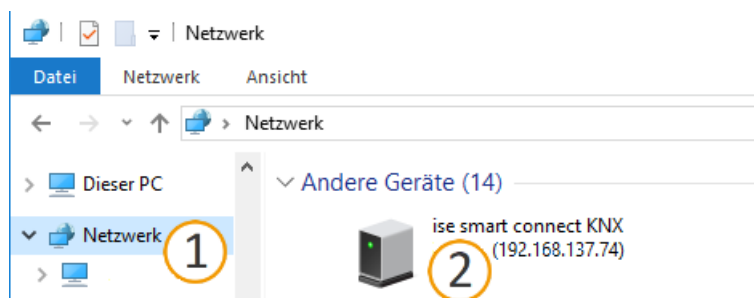 Netzwerk
Datei Netzwerk Ansicht
Netzwerk
Dieser PC
Andere Geräte (14)
Netzwerk
1
ise smart connect KNX
(192.168.137.74)
2